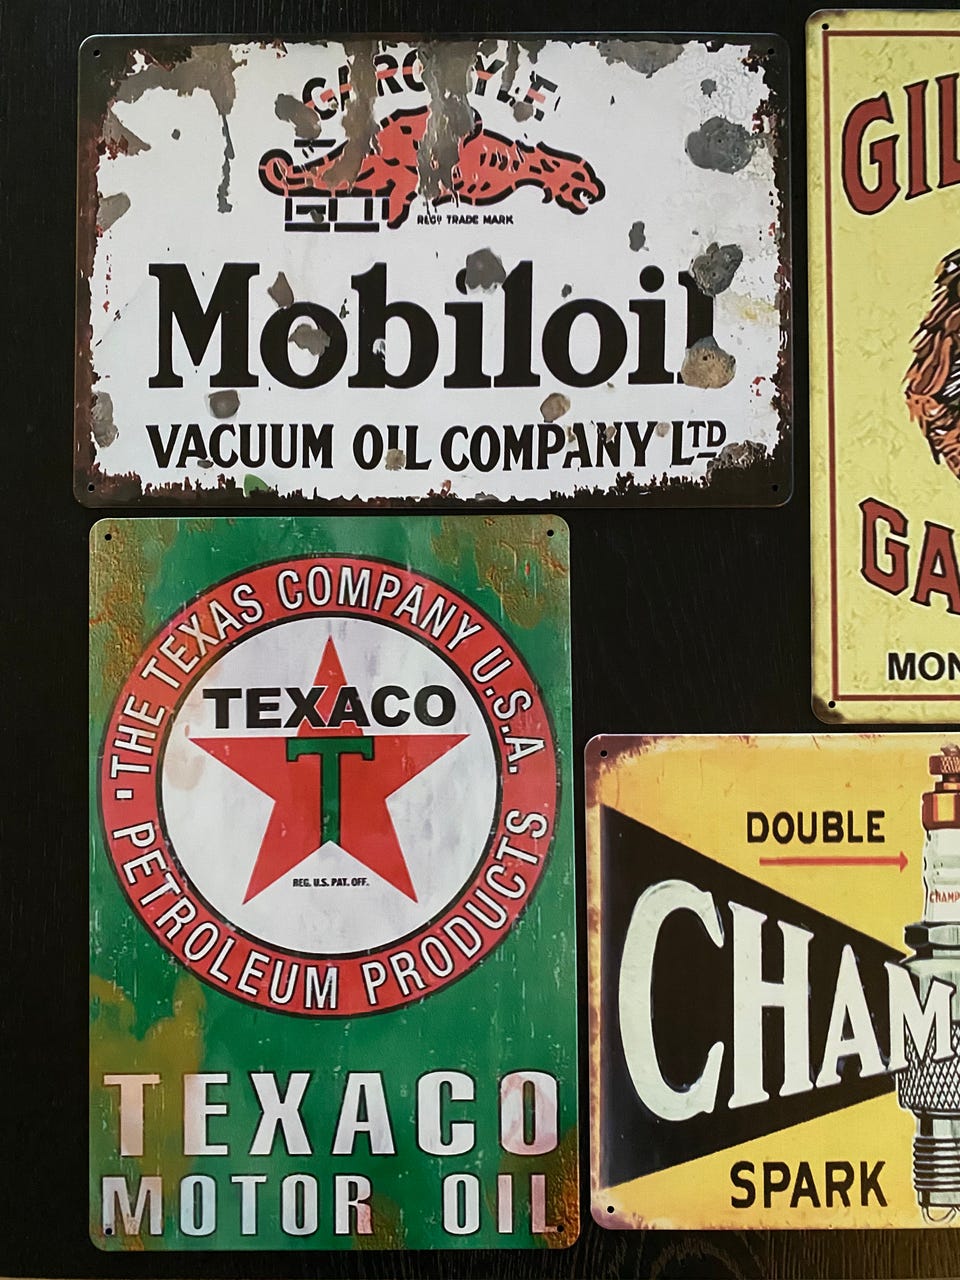 GARGOYLE
REGD TRADE MARK
Mobiloil
VACUUM OIL COMPANY LTD
GIL
GA
MON
THE TEXAS COMPANY U.S.A.
PETROLEUM PRODUCTS
TEXACO
T
REG. U.S. PAT. OFF.
TEXACO
MOTOR OIL
DOUBLE
CHAMP
CHAM
SPARK